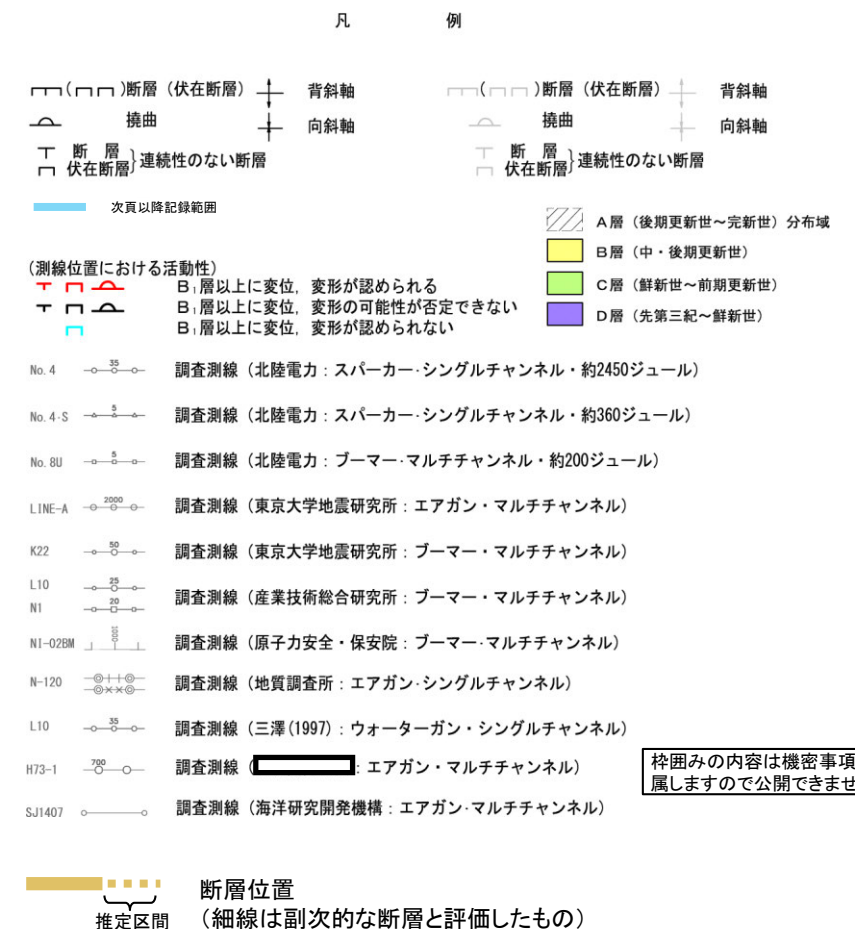 凡 例
( )断層（伏在断層） 背斜軸
撓曲 向斜軸
断 層
伏在断層}連続性のない断層
( )断層（伏在断層） 背斜軸
撓曲 向斜軸
断 層
伏在断層}連続性のない断層
次頁以降記録範囲
A層（後期更新世～完新世）分布域
B層（中・後期更新世）
C層（鮮新世～前期更新世）
D層（先第三紀～鮮新世）
(測線位置における活動性)
B₁層以上に変位，変形が認められる
B₁層以上に変位，変形の可能性が否定できない
B₁層以上に変位，変形が認められない
No. 4 35 調査測線（北陸電力：スパーカー･シングルチャンネル・約2450ジュール）
No. 4-S 5 調査測線（北陸電力：スパーカー･シングルチャンネル・約360ジュール）
No. 8U 5 調査測線（北陸電力：ブーマー･マルチチャンネル・約200ジュール）
LINE-A 2000 調査測線（東京大学地震研究所：エアガン・マルチチャンネル）
K22 50 調査測線（東京大学地震研究所：ブーマー・マルチチャンネル）
L10 25
N1 20 調査測線（産業技術総合研究所：ブーマー・マルチチャンネル）
NI-02BM 1000 調査測線（原子力安全・保安院：ブーマー･マルチチャンネル）
N-120 調査測線（地質調査所：エアガン･シングルチャンネル）
L10 35 調査測線（三澤(1997)：ウォーターガン・シングルチャンネル）
H73-1 700 調査測線（ ：エアガン・マルチチャンネル）
枠囲みの内容は機密事項
属しますので公開できませ
SJ1407 調査測線（海洋研究開発機構：エアガン･マルチチャンネル）
断層位置
推定区間 （細線は副次的な断層と評価したもの）